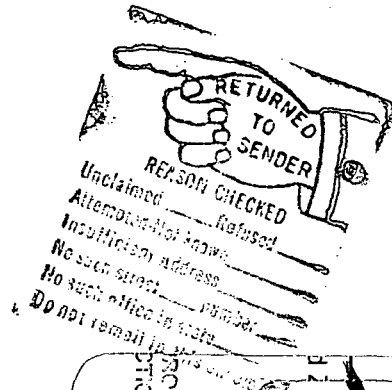 RETURNED
TO
SENDER
REASON CHECKED
Unclaimed Refused
Attempted-Not known
Insufficient Address
No such street number
No such office in state
Do not remail in this